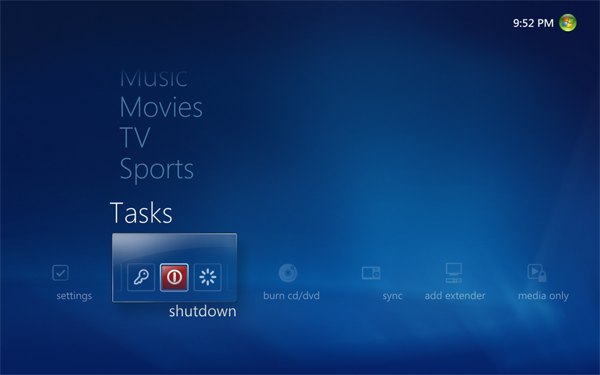 9:52 PM
Music
Movies
TV
Sports
Tasks
settings
shutdown
burn cd/dvd
sync
add extender
media only